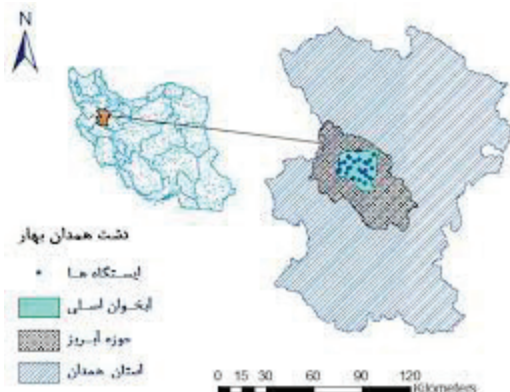 N
دشت همدان بهار
ایستگاه ها
آبخوان اصلی
حوزه آبریز
استان همدان
0 15 30 60 90 120
Kilometers